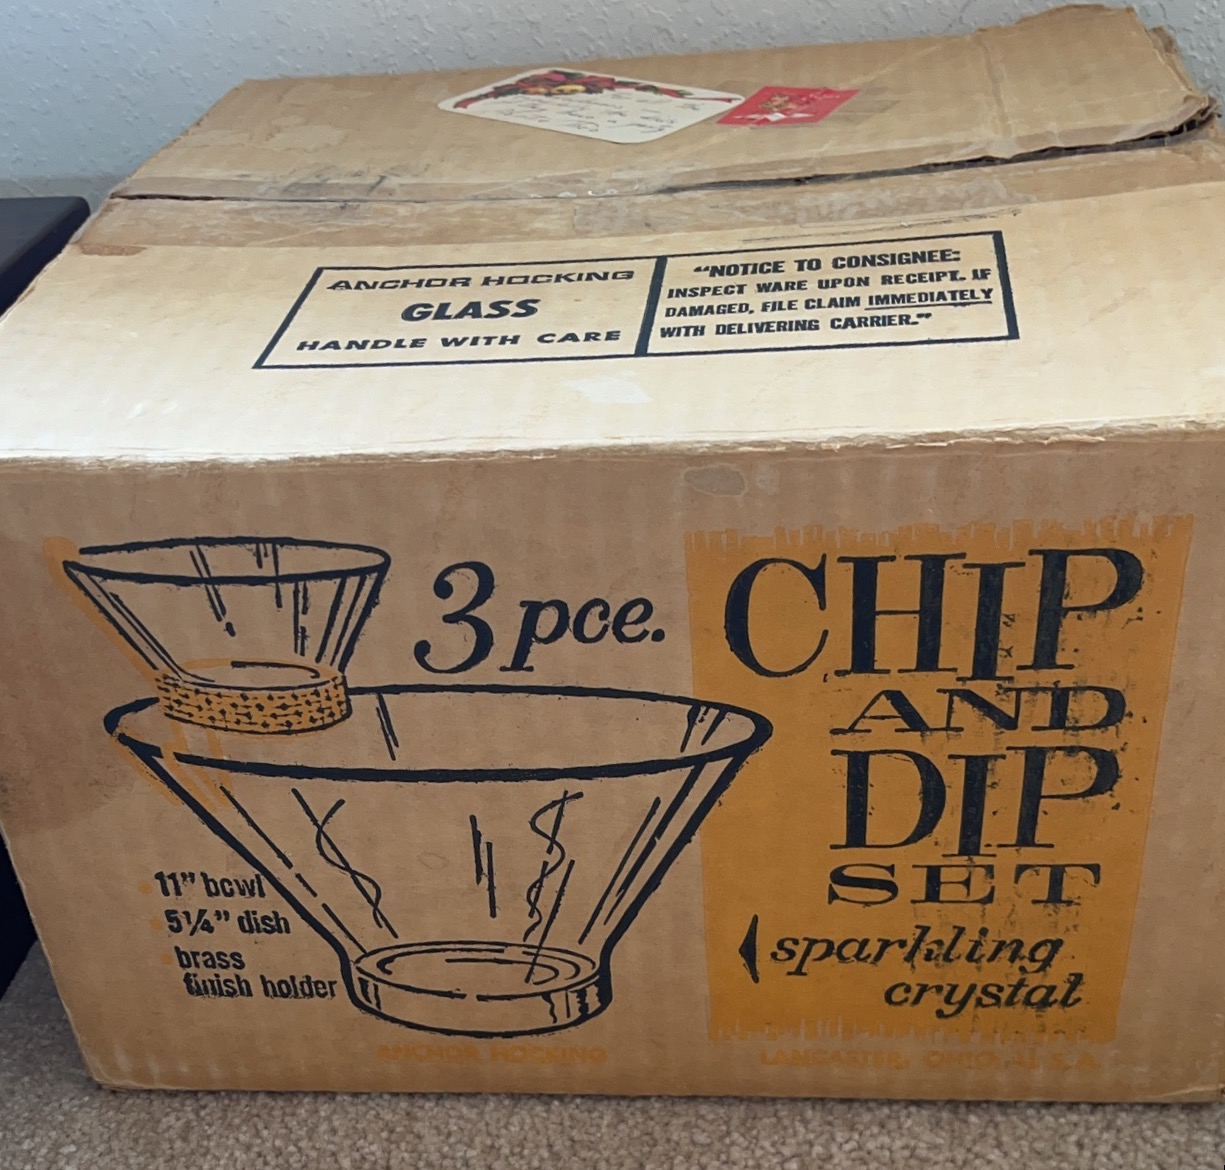 ANCHOR HOCKING
GLASS
HANDLE WITH CARE
"NOTICE TO CONSIGNEE:
INSPECT WARE UPON RECEIPT. IF
DAMAGED, FILE CLAIM IMMEDIATELY
WITH DELIVERING CARRIER."
3 pce.
CHIP
AND
DIP
SET
sparkling
crystal
11" bowl
5 1/4" dish
brass
finish holder
ANCHOR HOCKING
LANCASTER, OHIO, U.S.A.